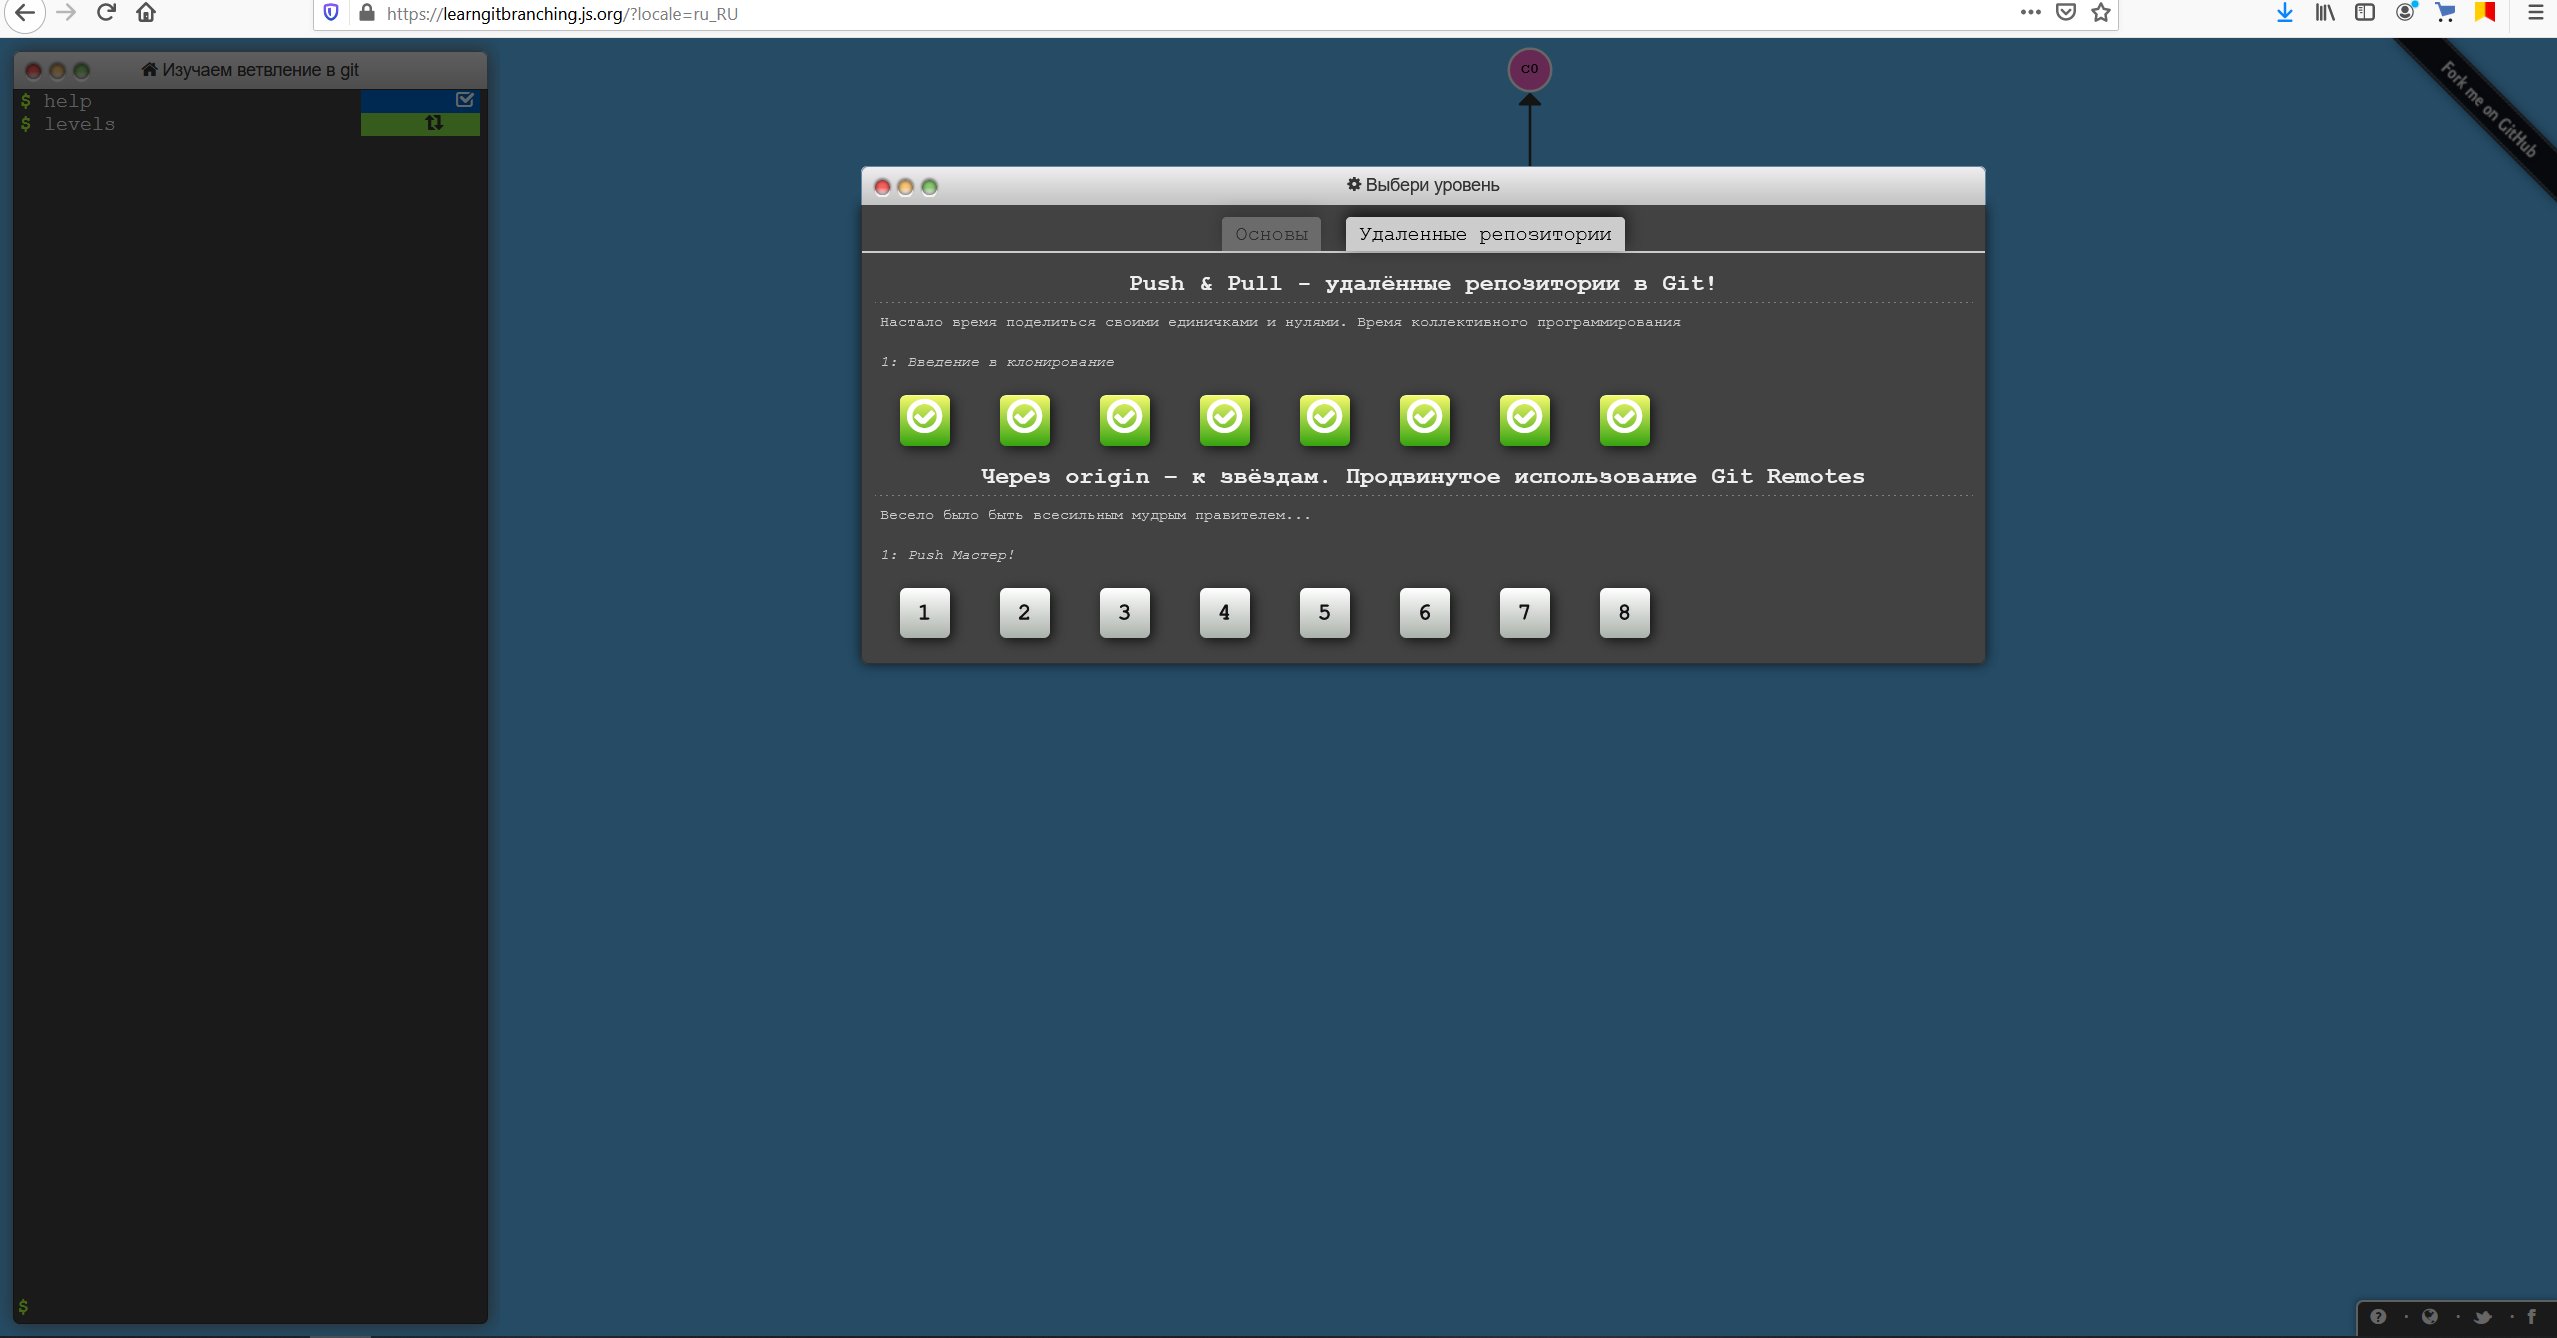 https://learngitbranching.js.org/?locale=ru_RU
Изучаем ветвление в git
$ help
$ levels
$
C0
Fork me on GitHub
Выбери уровень
Основы
Удаленные репозитории
Push & Pull - удалённые репозитории в Git!
Настало время поделиться своими единичками и нулями. Время коллективного программирования
1: Введение в клонирование
Через origin – к звёздам. Продвинутое использование Git Remotes
Весело было быть всесильным мудрым правителем...
1: Push Мастер!
1 2 3 4 5 6 7 8